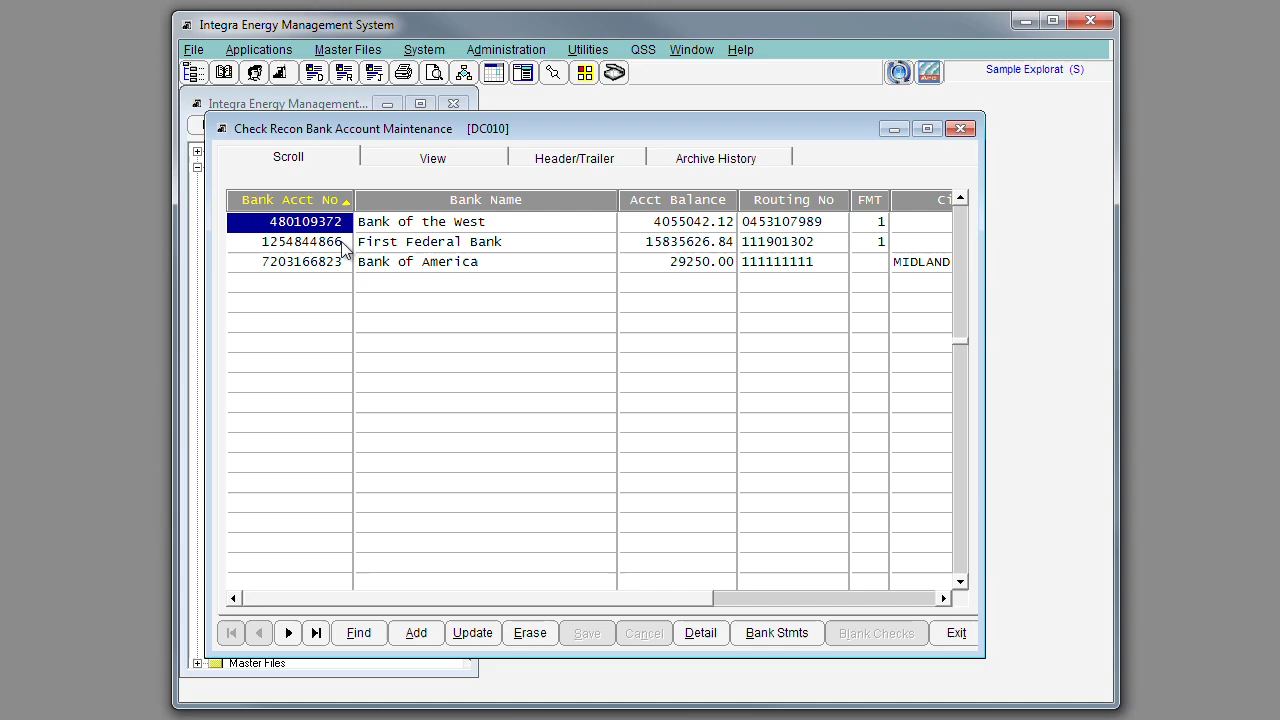 Integra Energy Management System
File Applications Master Files System Administration Utilities QSS Window Help
Sample Explorat (S)
Integra Energy Management...
Check Recon Bank Account Maintenance [DC010]
Scroll View Header/Trailer Archive History
Bank Acct No Bank Name Acct Balance Routing No FMT Ci
480109372 Bank of the West 4055042.12 0453107989 1
1254844866 First Federal Bank 15835626.84 111901302 1
7203166823 Bank of America 29250.00 111111111 MIDLAND
Find Add Update Erase Save Cancel Detail Bank Stmts Blank Checks Exit
Master Files